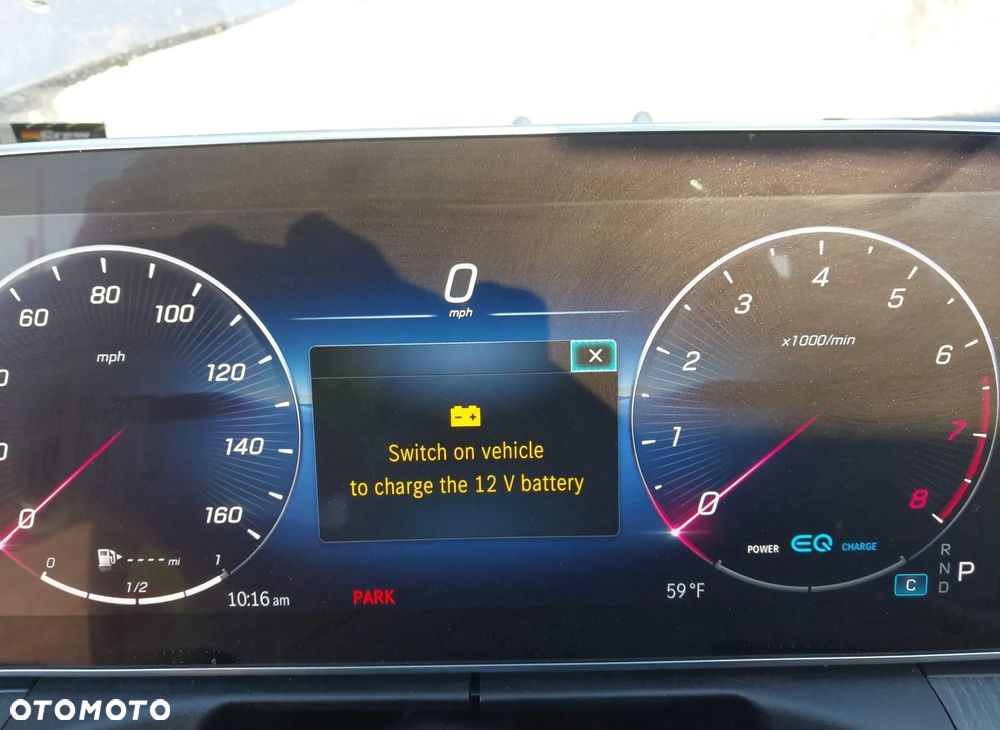 0
mph
60
80
100
120
140
160
mph
0
0 1/2 1
---- mi
10:16 am
Switch on vehicle
to charge the 12 V battery
PARK
59 °F
0
1
2
3
4
5
6
7
8
x1000/min
POWER EQ CHARGE
C
R
N
D
P
OTOMOTO